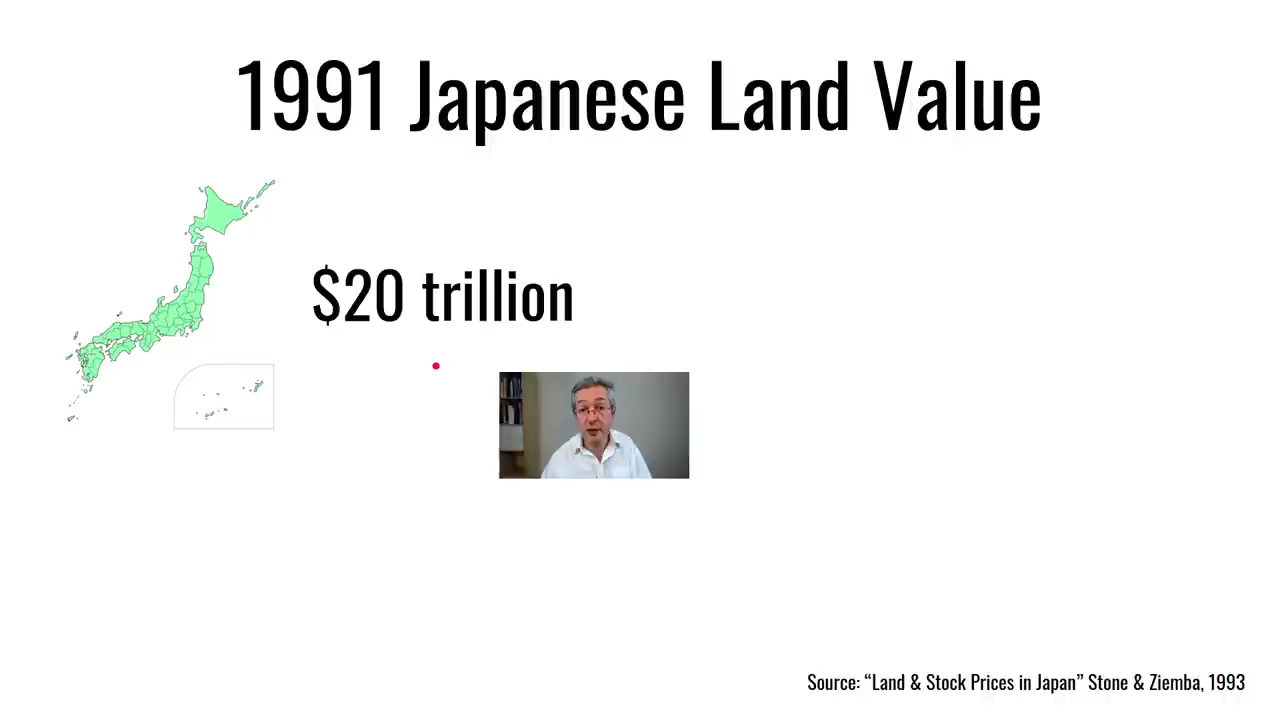 1991 Japanese Land Value
$20 trillion
Source: “Land & Stock Prices in Japan” Stone & Ziemba, 1993